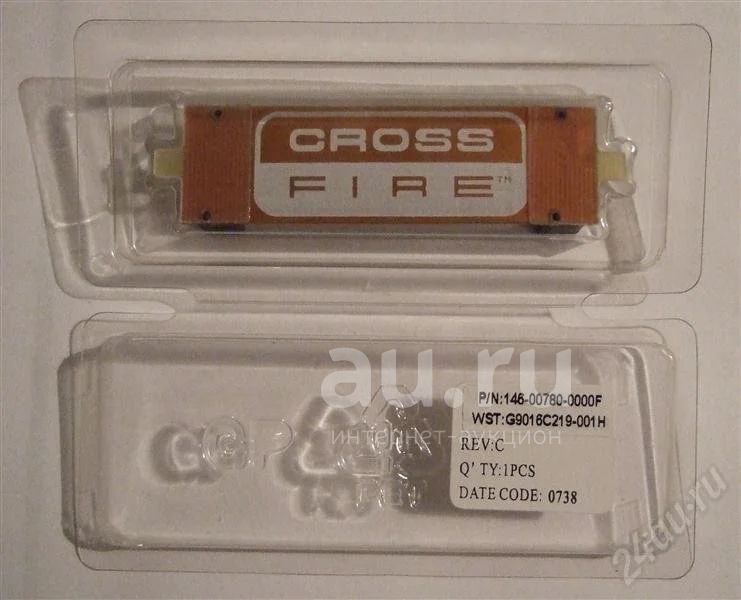 CROSS
FIRE™
au.ru
интернет-аукцион
P/N:146-00780-0000F
WST:G9016C219-001H
REV:C
Q' TY:1PCS
DATE CODE: 0738
24au.ru